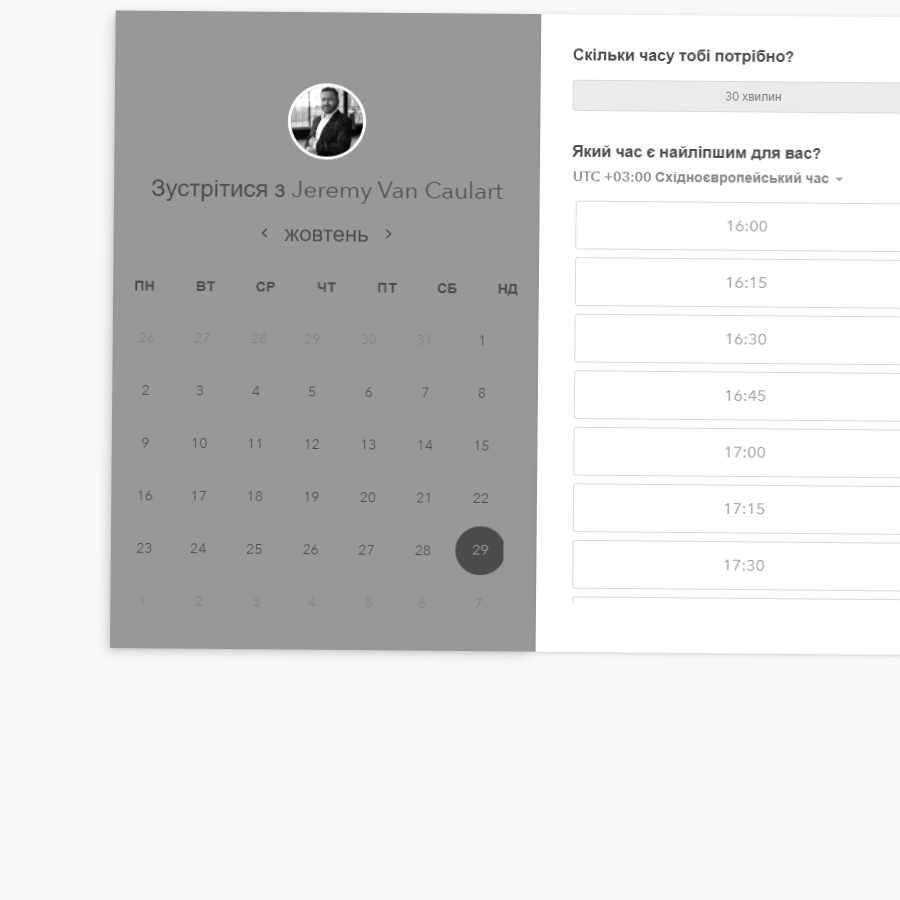 Зустрітися з Jeremy Van Caulart
жовтень
ПН ВТ СР ЧТ ПТ СБ НД
26 27 28 29 30 31 1
2 3 4 5 6 7 8
9 10 11 12 13 14 15
16 17 18 19 20 21 22
23 24 25 26 27 28 29
1 2 3 4 5 6 7
Скільки часу тобі потрібно?
30 хвилин
Який час є найліпшим для вас?
UTC +03:00 Східноєвропейський час
16:00
16:15
16:30
16:45
17:00
17:15
17:30